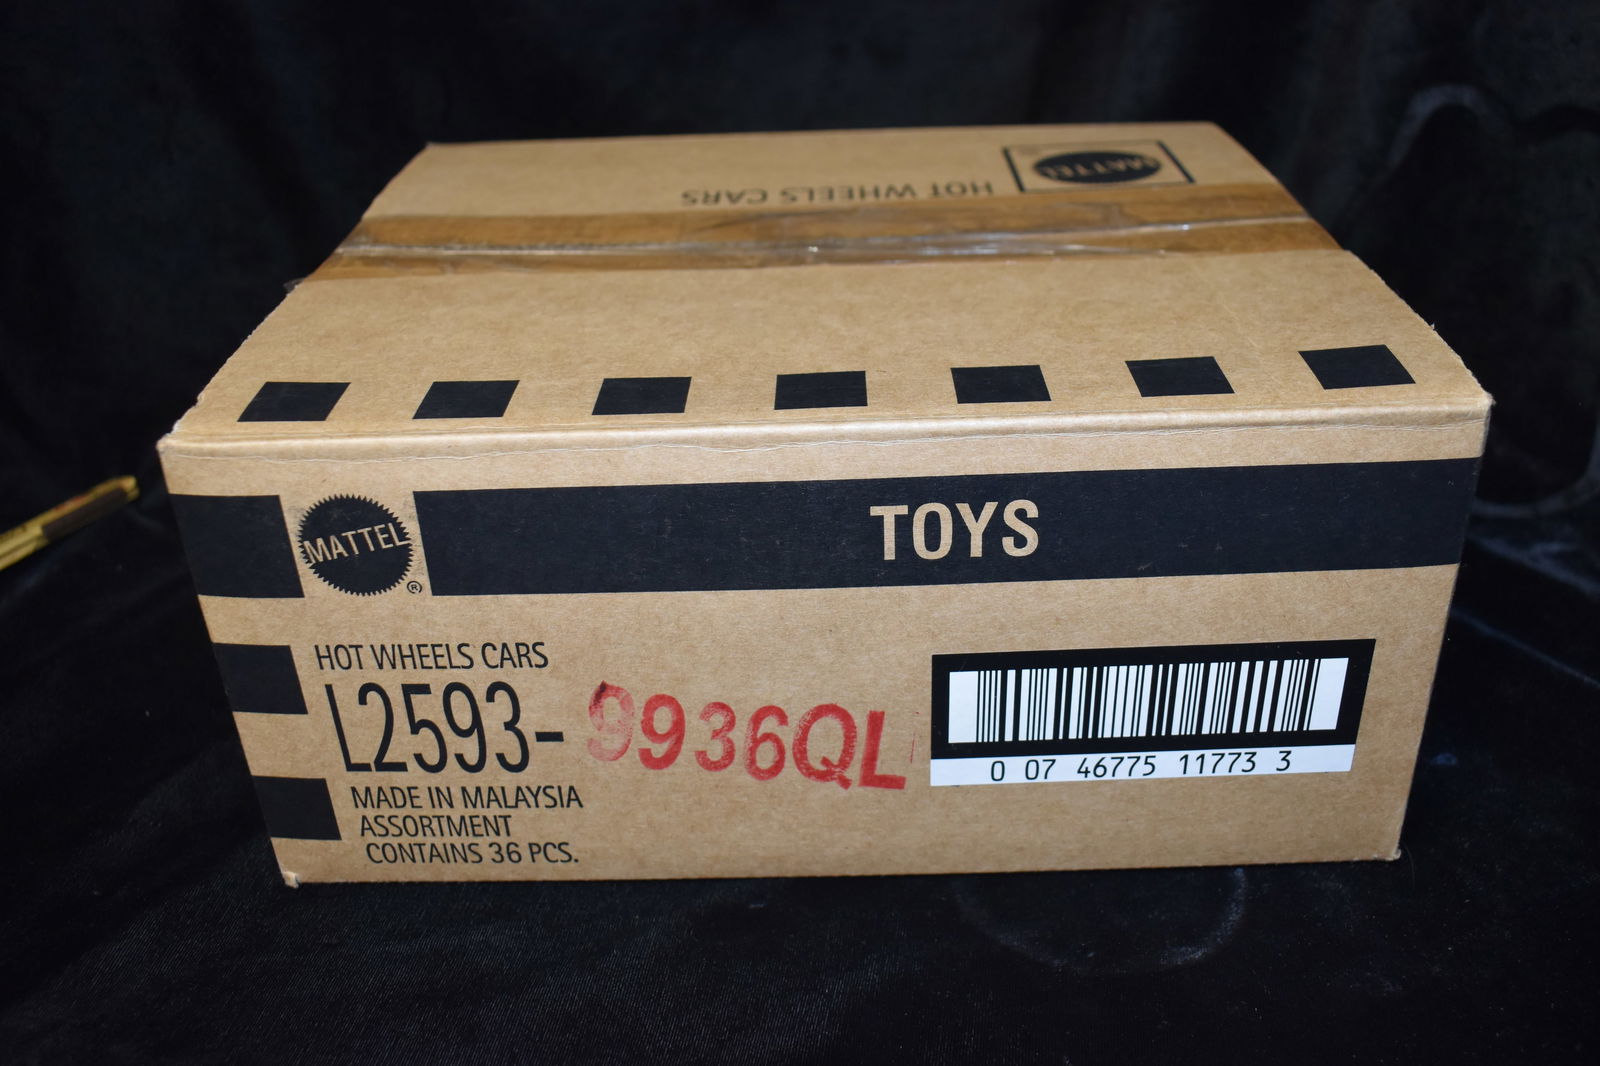 MATTEL
HOT WHEELS CARS
MATTEL ®
TOYS
HOT WHEELS CARS
L2593- 9936QL
MADE IN MALAYSIA
ASSORTMENT
CONTAINS 36 PCS.
0 07 46775 11773 3